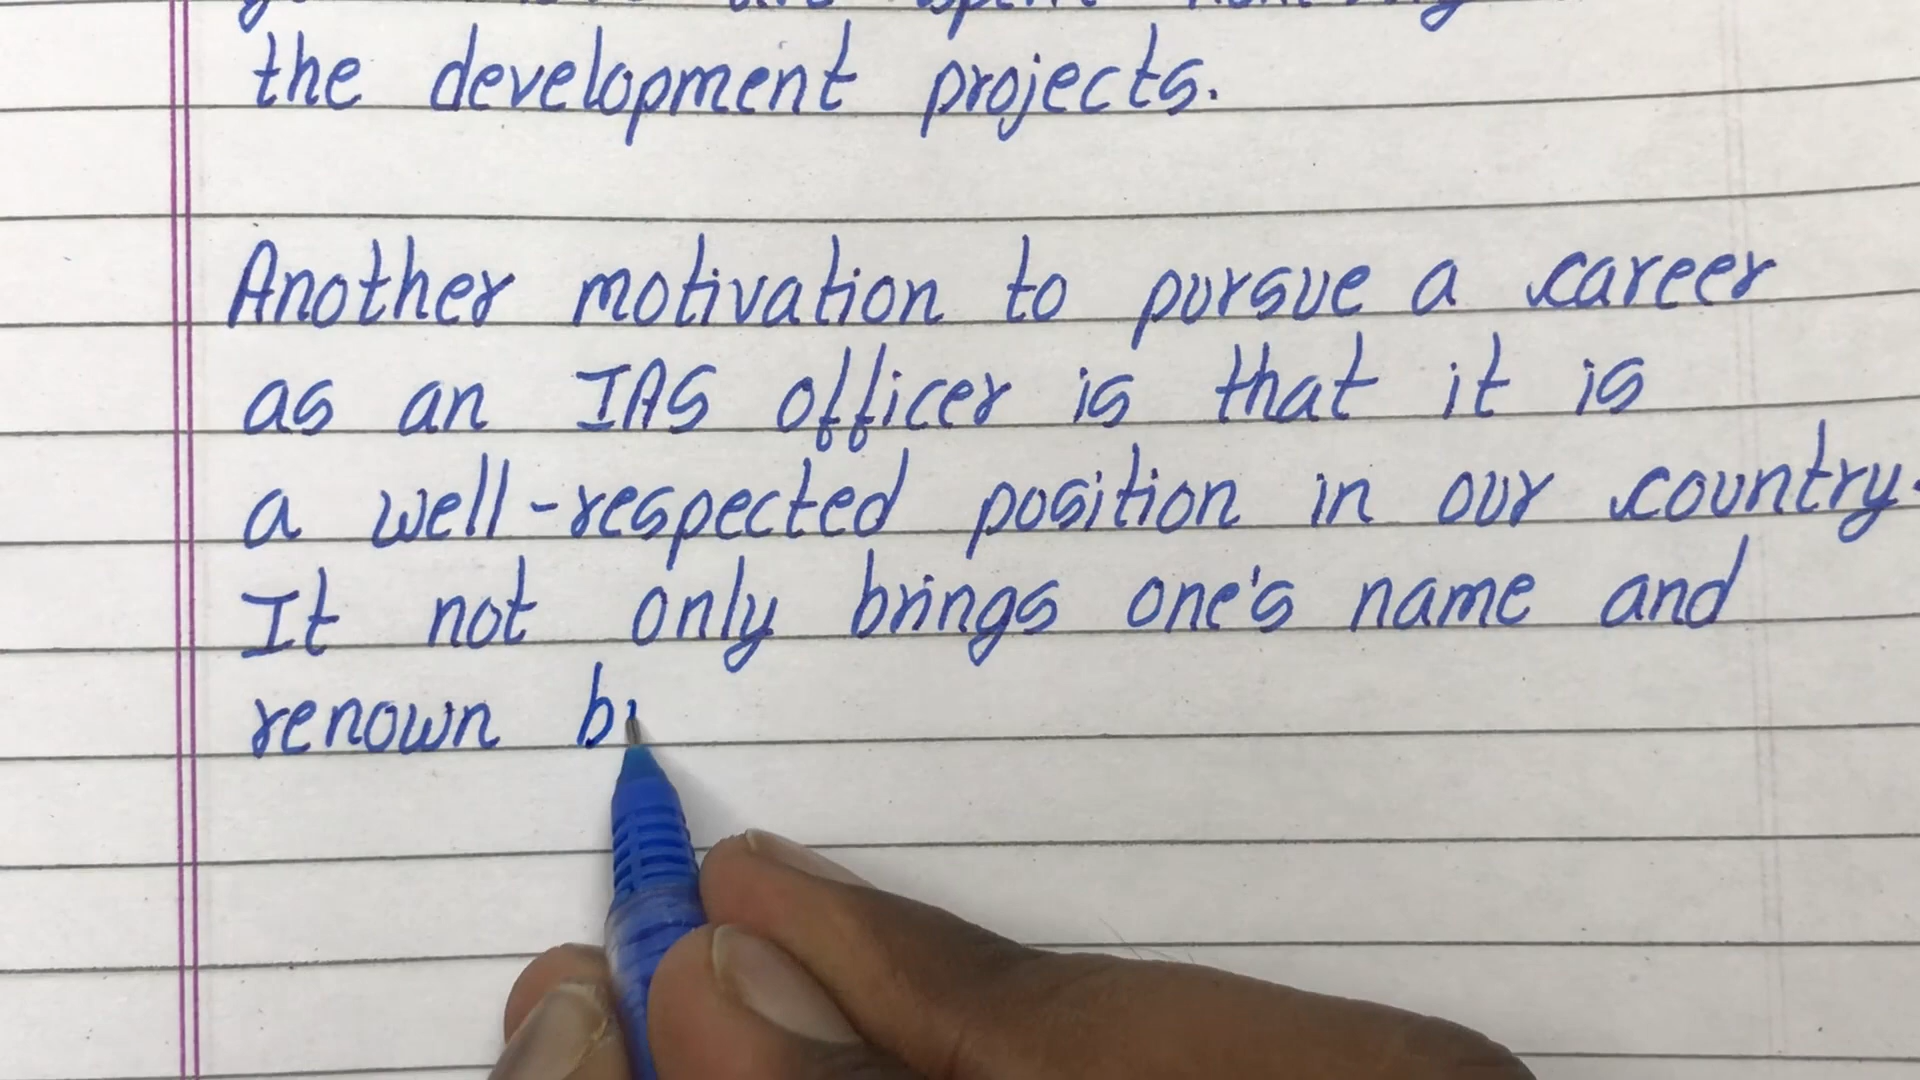 the development projects.
Another motivation to pursue a career
as an IAS officer is that it is
a well-respected position in our country.
It not only brings one's name and
renown